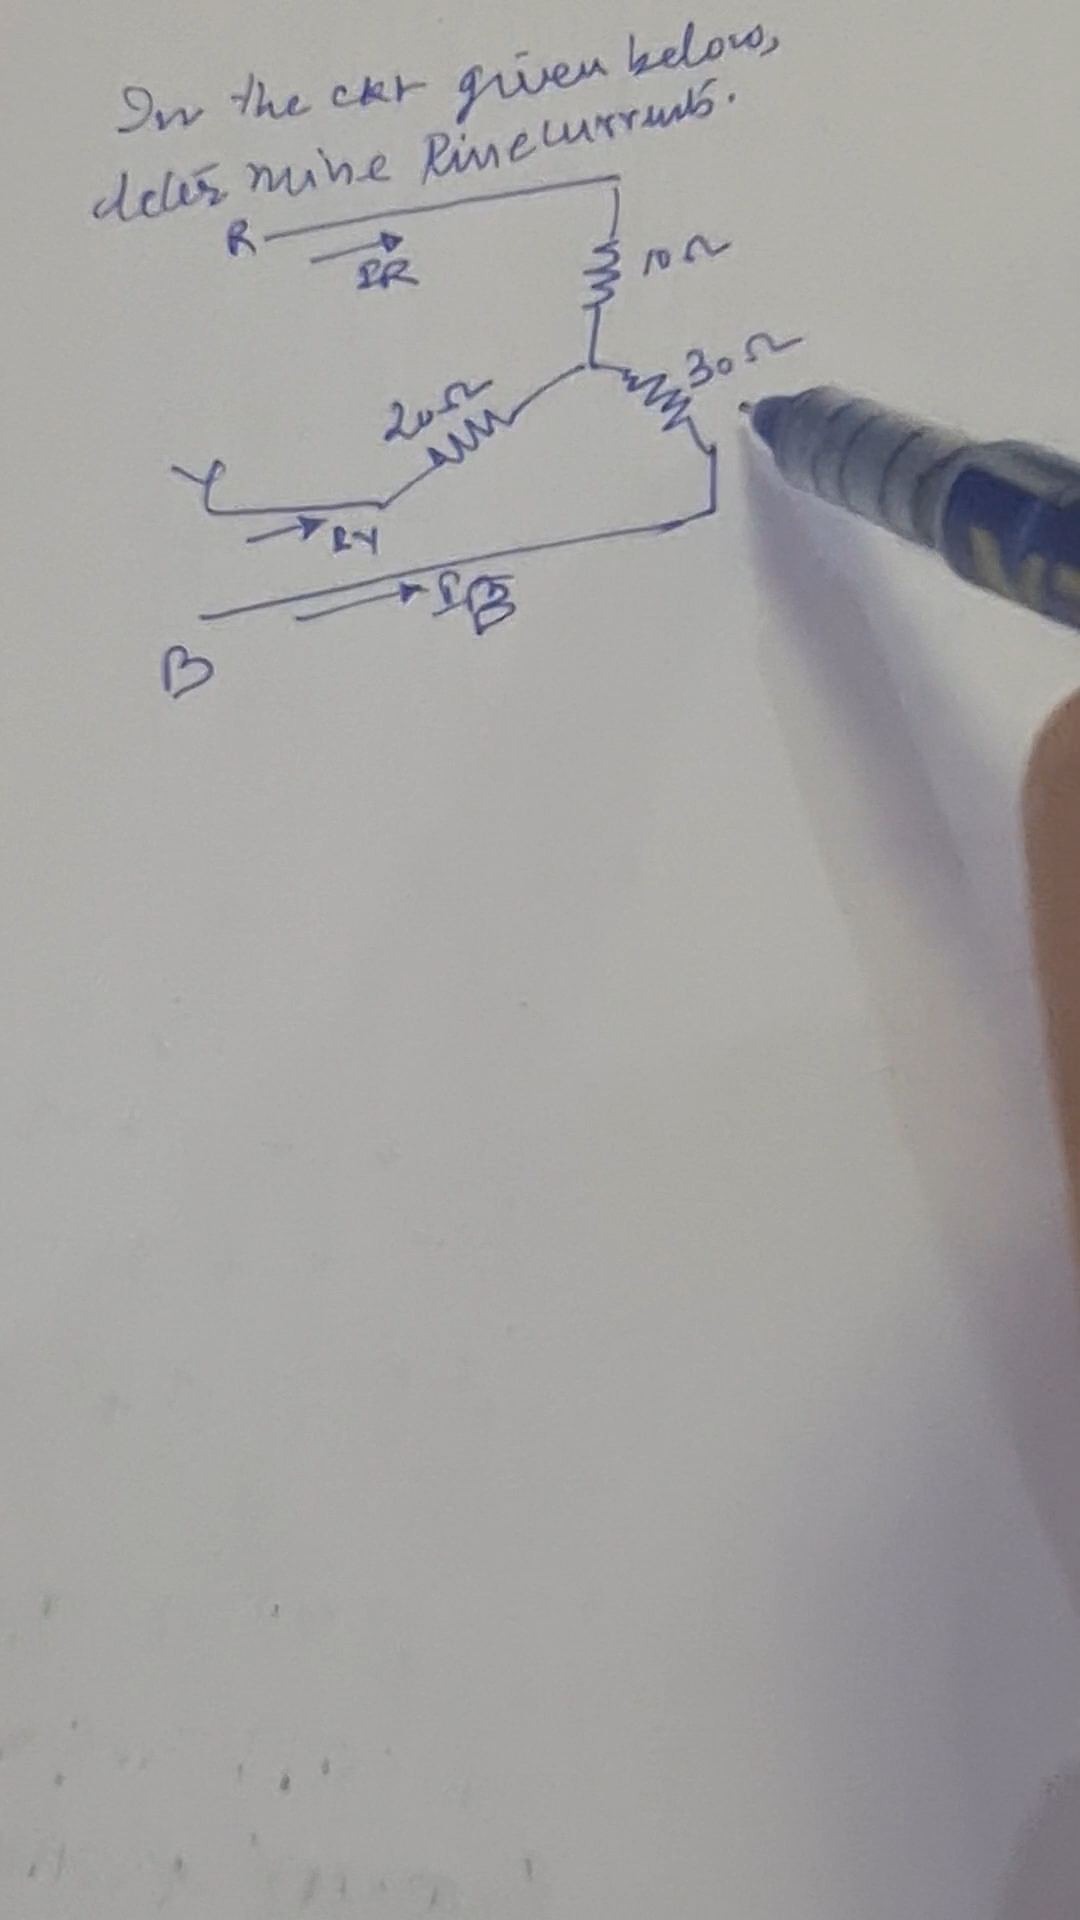 In the ckt given below,
determine Line currents.
R
IR
10Ω
30Ω
20Ω
Y
IY
IB
B